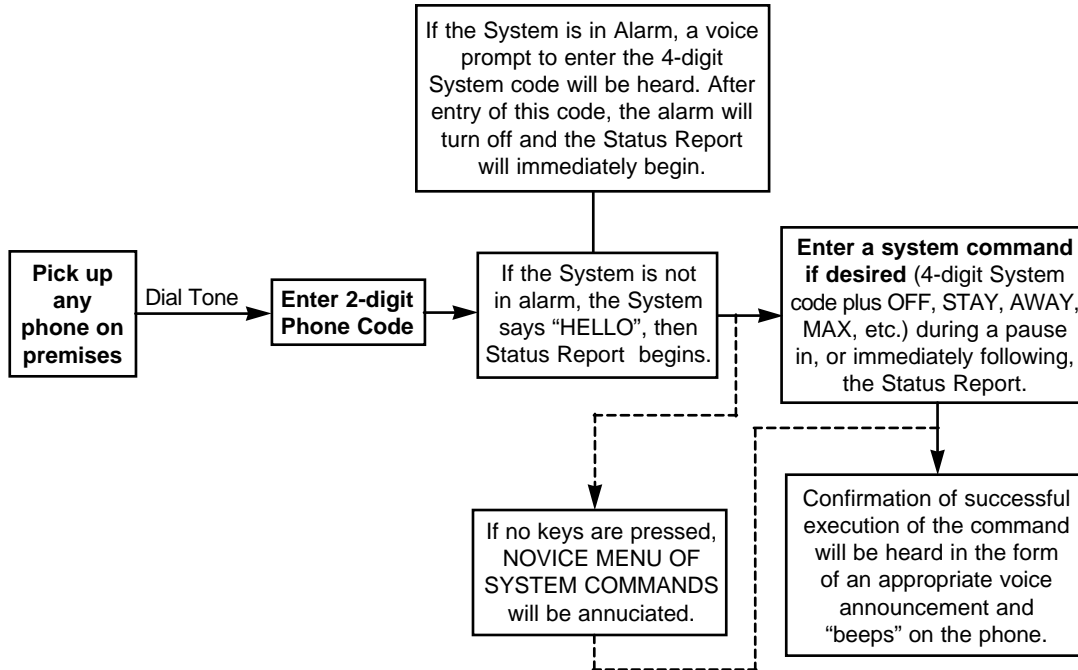 If the System is in Alarm, a voice
prompt to enter the 4-digit
System code will be heard. After
entry of this code, the alarm will
turn off and the Status Report
will immediately begin.
Pick up
any
phone on
premises
Dial Tone
Enter 2-digit
Phone Code
If the System is not
in alarm, the System
says “HELLO”, then
Status Report begins.
Enter a system command
if desired (4-digit System
code plus OFF, STAY, AWAY,
MAX, etc.) during a pause
in, or immediately following,
the Status Report.
If no keys are pressed,
NOVICE MENU OF
SYSTEM COMMANDS
will be annuciated.
Confirmation of successful
execution of the command
will be heard in the form
of an appropriate voice
announcement and
“beeps” on the phone.